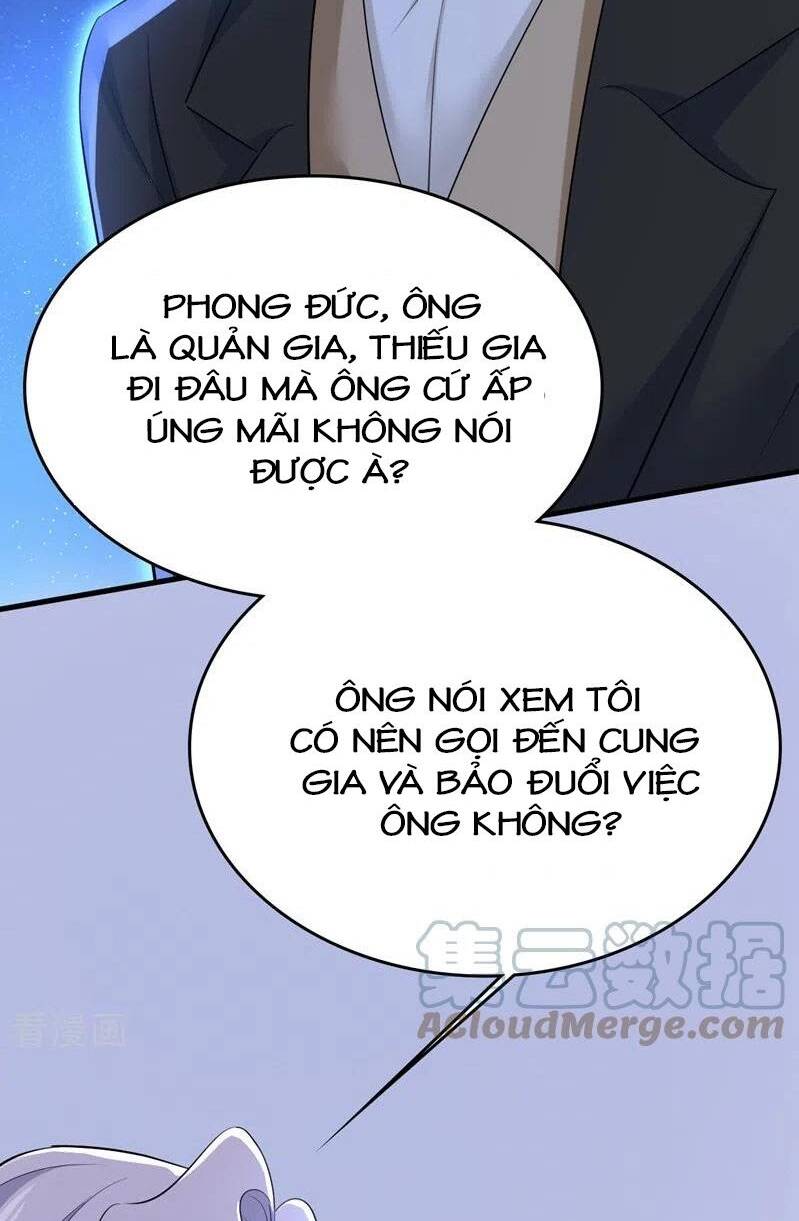 PHONG ĐỨC, ÔNG
LÀ QUẢN GIA, THIẾU GIA
ĐI ĐÂU MÀ ÔNG CỨ ẤP
ÚNG MÃI KHÔNG NÓI
ĐƯỢC À?
ÔNG NÓI XEM TÔI
CÓ NÊN GỌI ĐẾN CUNG
GIA VÀ BẢO ĐUỔI VIỆC
ÔNG KHÔNG?
集云数据
AcloudMerge.com
看漫画